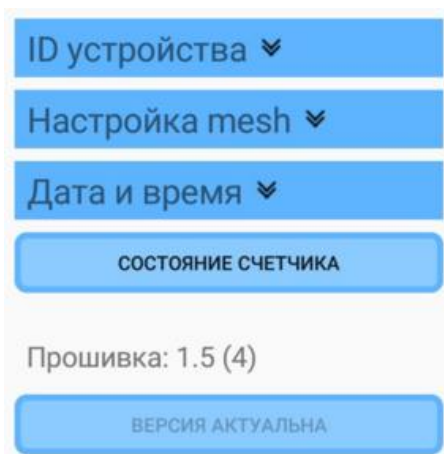 ID устройства
Настройка mesh
Дата и время
СОСТОЯНИЕ СЧЕТЧИКА
Прошивка: 1.5 (4)
ВЕРСИЯ АКТУАЛЬНА